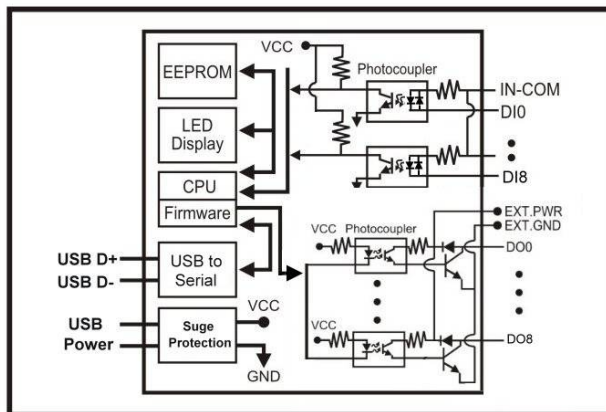 EEPROM
LED
Display
CPU
Firmware
USB to
Serial
Suge
Protection
USB D+
USB D-
USB
Power
VCC
GND
VCC
Photocoupler
IN-COM
DI0
DI8
EXT.PWR
EXT.GND
VCC
Photocoupler
DO0
VCC
DO8